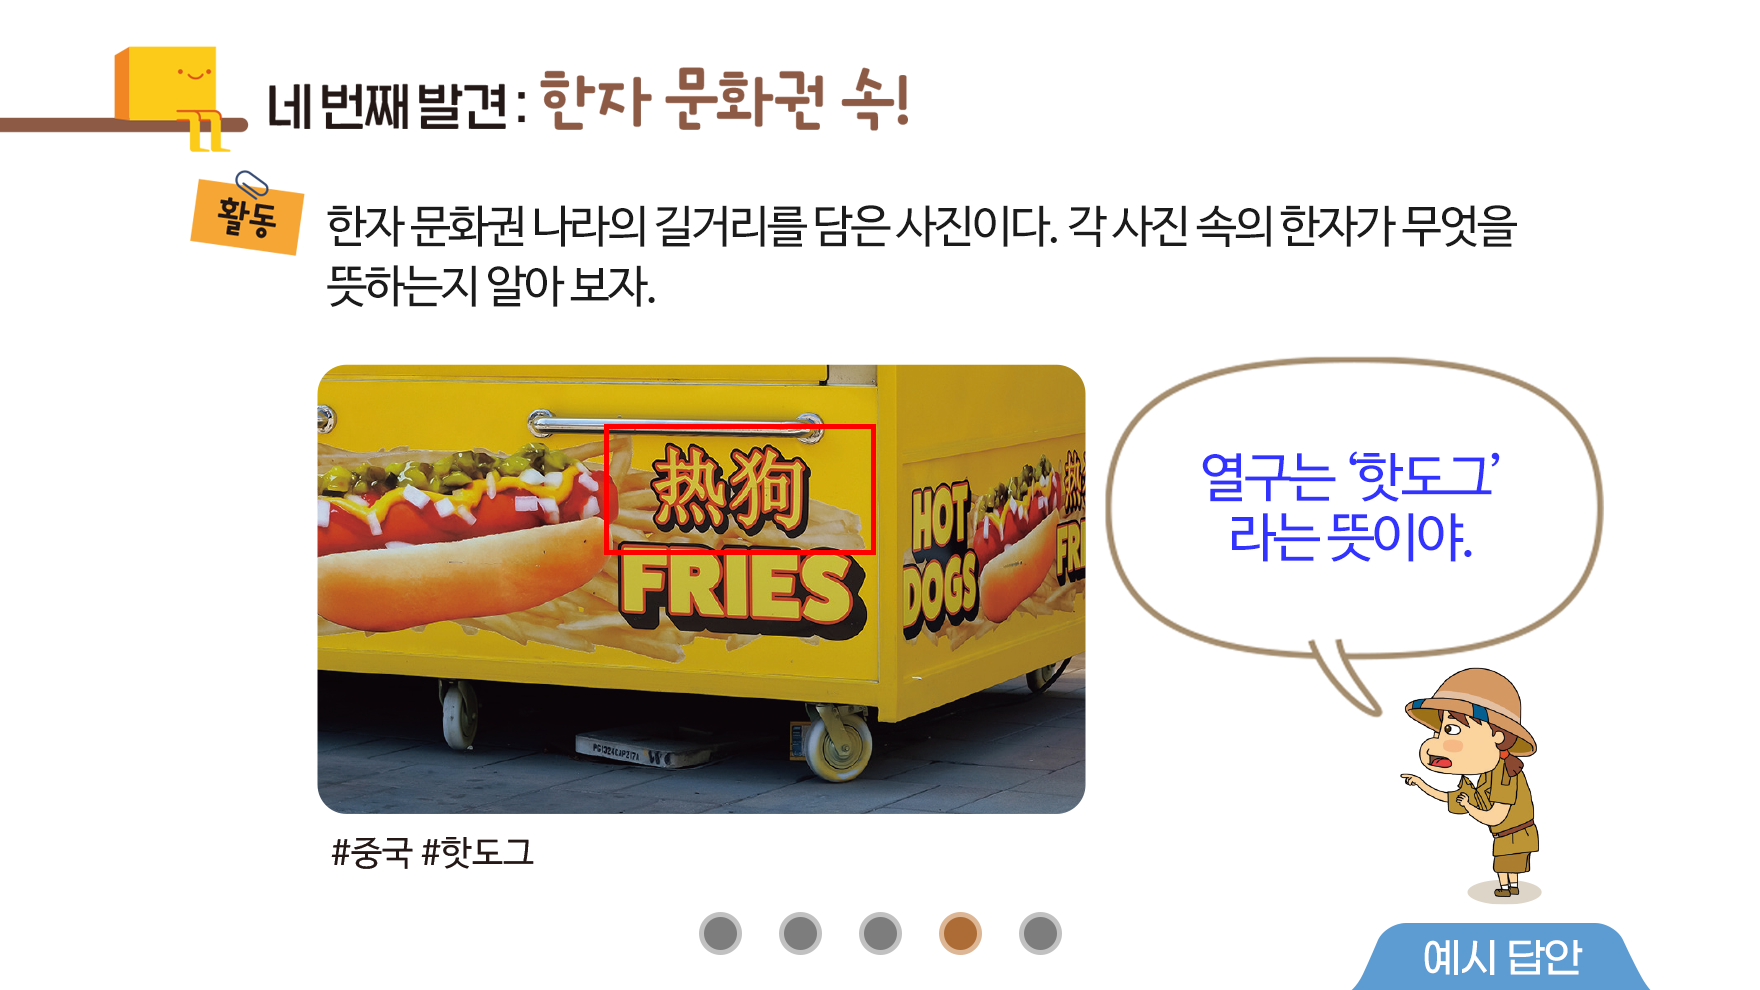 네 번째 발견 : 한자 문화권 속!
활동
한자 문화권 나라의 길거리를 담은 사진이다. 각 사진 속의 한자가 무엇을
뜻하는지 알아 보자.
热狗
FRIES
HOT
DOGS
热
FRI
열구는 ‘핫도그’
라는 뜻이야.
#중국 #핫도그
예시 답안